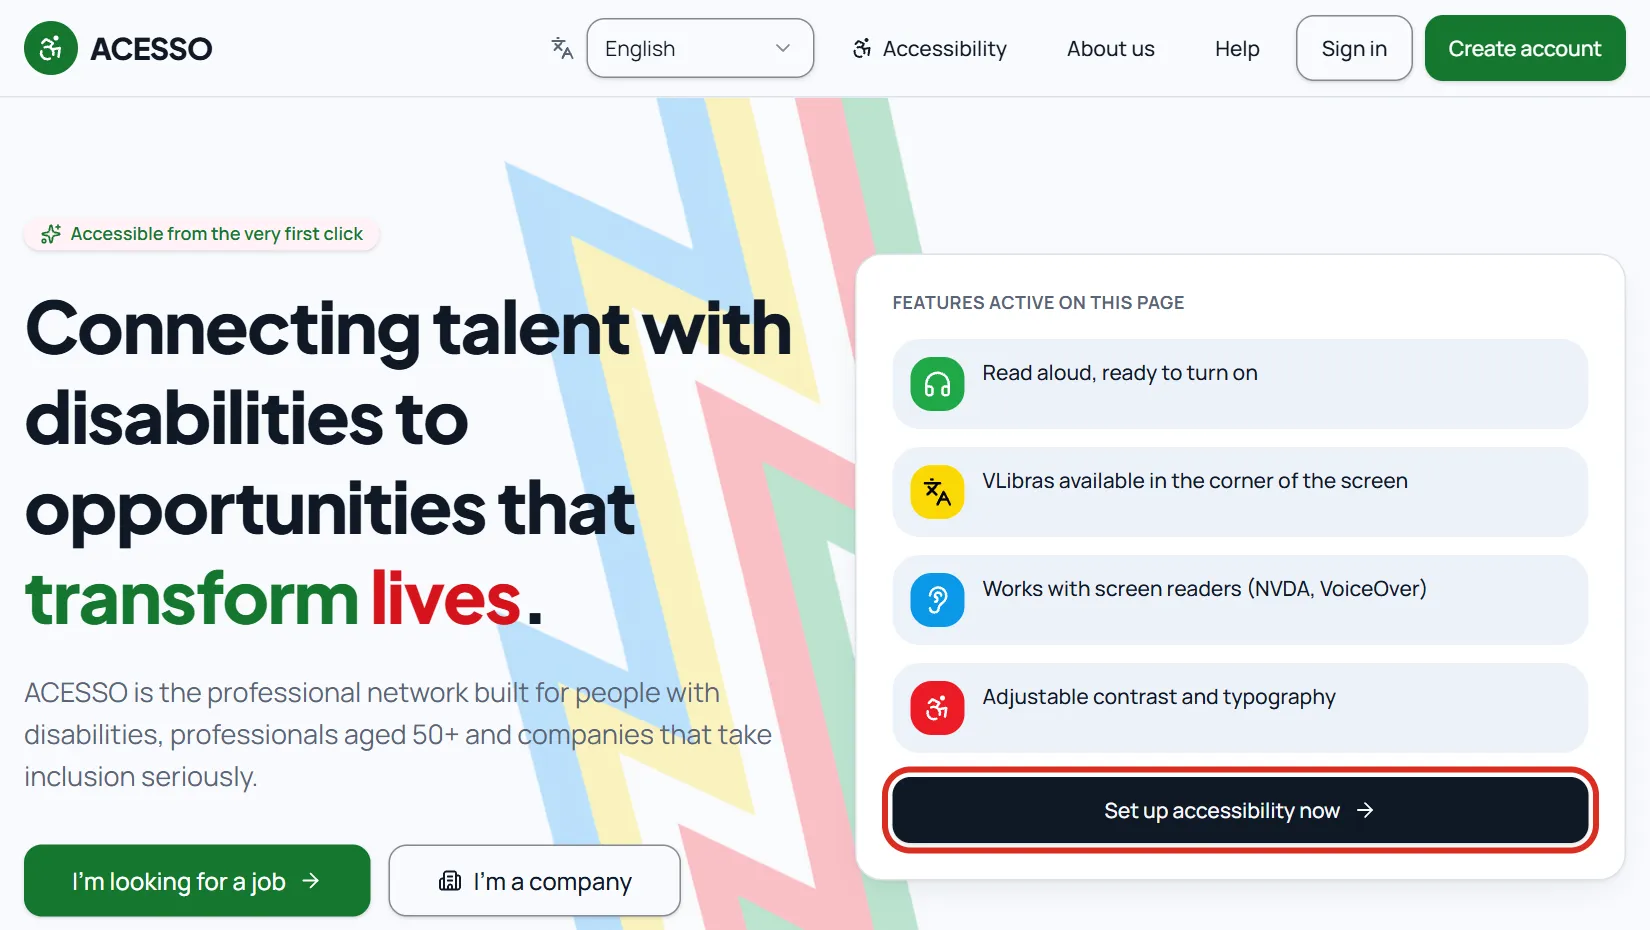 ACESSO
English
Accessibility
About us
Help
Sign in
Create account
Accessible from the very first click
Connecting talent with
disabilities to
opportunities that
transform lives.
ACESSO is the professional network built for people with
disabilities, professionals aged 50+ and companies that take
inclusion seriously.
I'm looking for a job
I'm a company
FEATURES ACTIVE ON THIS PAGE
Read aloud, ready to turn on
VLibras available in the corner of the screen
Works with screen readers (NVDA, VoiceOver)
Adjustable contrast and typography
Set up accessibility now